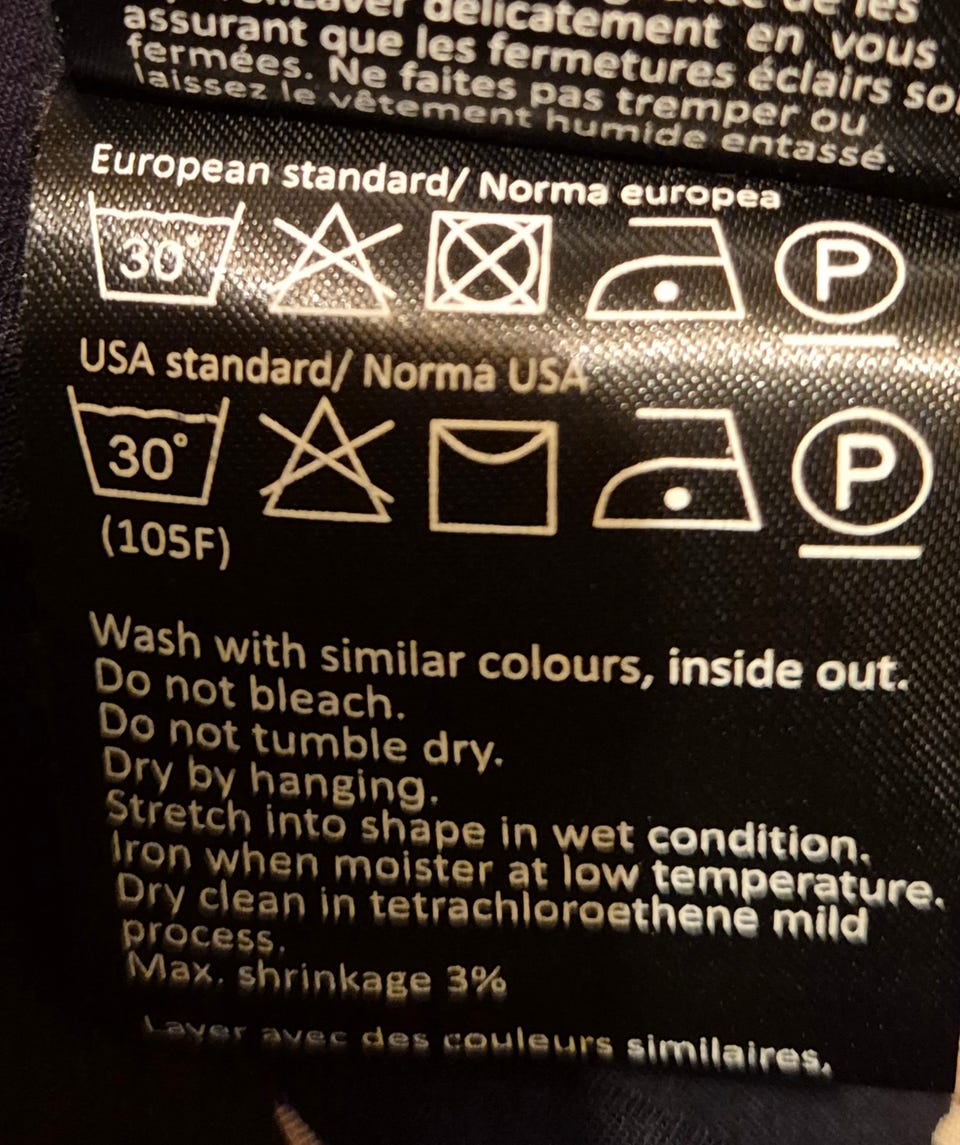 délicatement en vous
assurant que les fermetures éclairs
fermées. Ne faites pas tremper ou
laissez le vêtement humide entassé.
European standard/ Norma europea
30° P
USA standard/ Norma USA
30° P
(105F)
Wash with similar colours, inside out.
Do not bleach.
Do not tumble dry.
Dry by hanging.
Stretch into shape in wet condition.
Iron when moister at low temperature.
Dry clean in tetrachloroethene mild
process.
Max. shrinkage 3%
Laver avec des couleurs similaires,